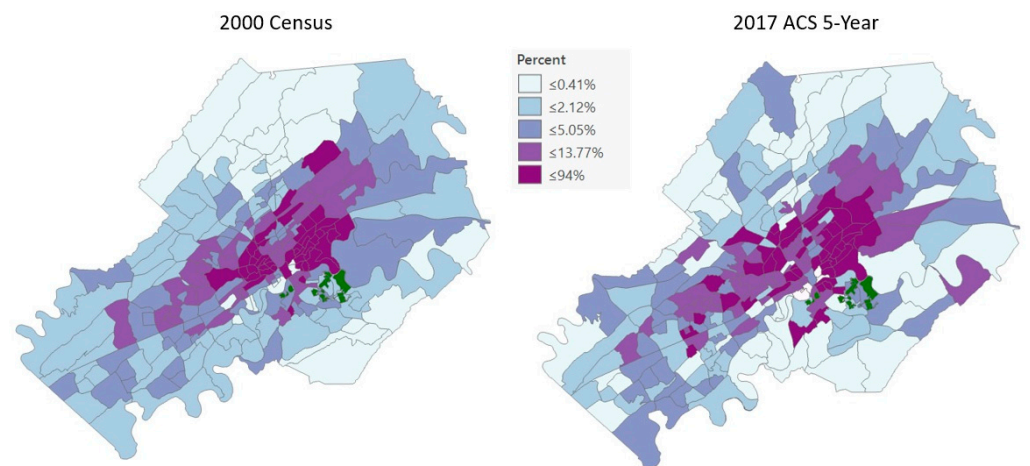 2000 Census
2017 ACS 5-Year
Percent
≤0.41%
≤2.12%
≤5.05%
≤13.77%
≤94%